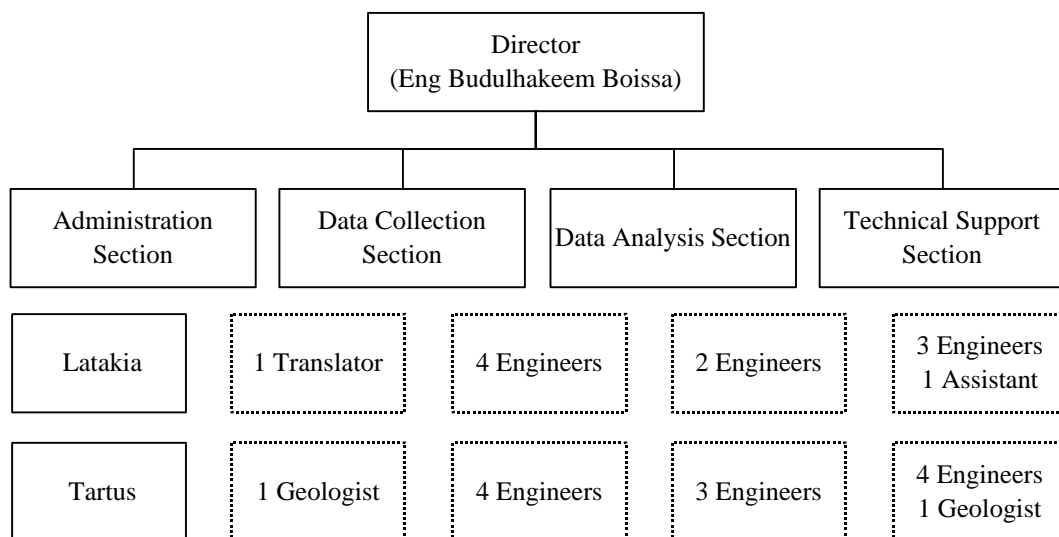 Director
(Eng Budulhakeem Boissa)
Administration
Section
Data Collection
Section
Data Analysis Section
Technical Support
Section
Latakia
1 Translator
4 Engineers
2 Engineers
3 Engineers
1 Assistant
Tartus
1 Geologist
4 Engineers
3 Engineers
4 Engineers
1 Geologist